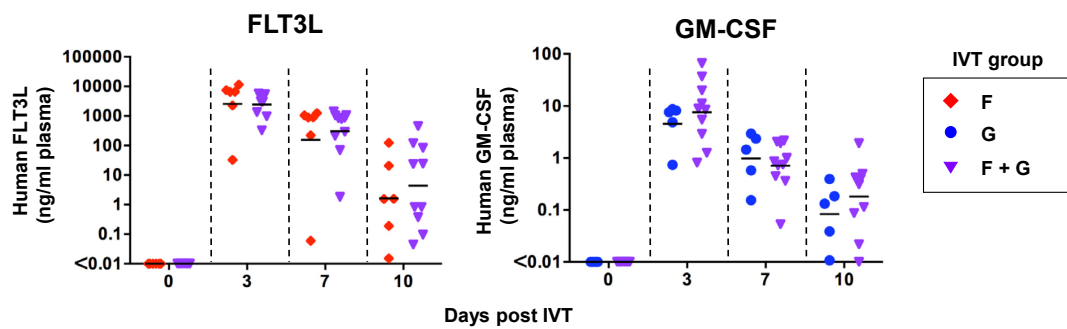 FLT3L
Human FLT3L
(ng/ml plasma)
100000
10000
1000
100
10
1
0.1
<0.01
0
3
7
10
GM-CSF
Human GM-CSF
(ng/ml plasma)
100
10
1
0.1
<0.01
0
3
7
10
Days post IVT
IVT group
F
G
F + G